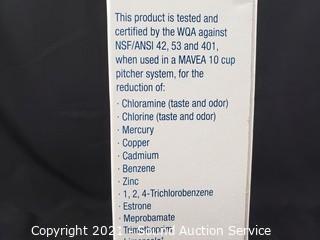 This product is tested and
certified by the WQA against
NSF/ANSI 42, 53 and 401,
when used in a MAVEA 10 cup
pitcher system, for the
reduction of:
· Chloramine (taste and odor)
· Chlorine (taste and odor)
· Mercury
· Copper
· Cadmium
· Benzene
· Zinc
· 1, 2, 4-Trichlorobenzene
· Estrone
· Meprobamate
Copyright 2021 Sound Auction Service